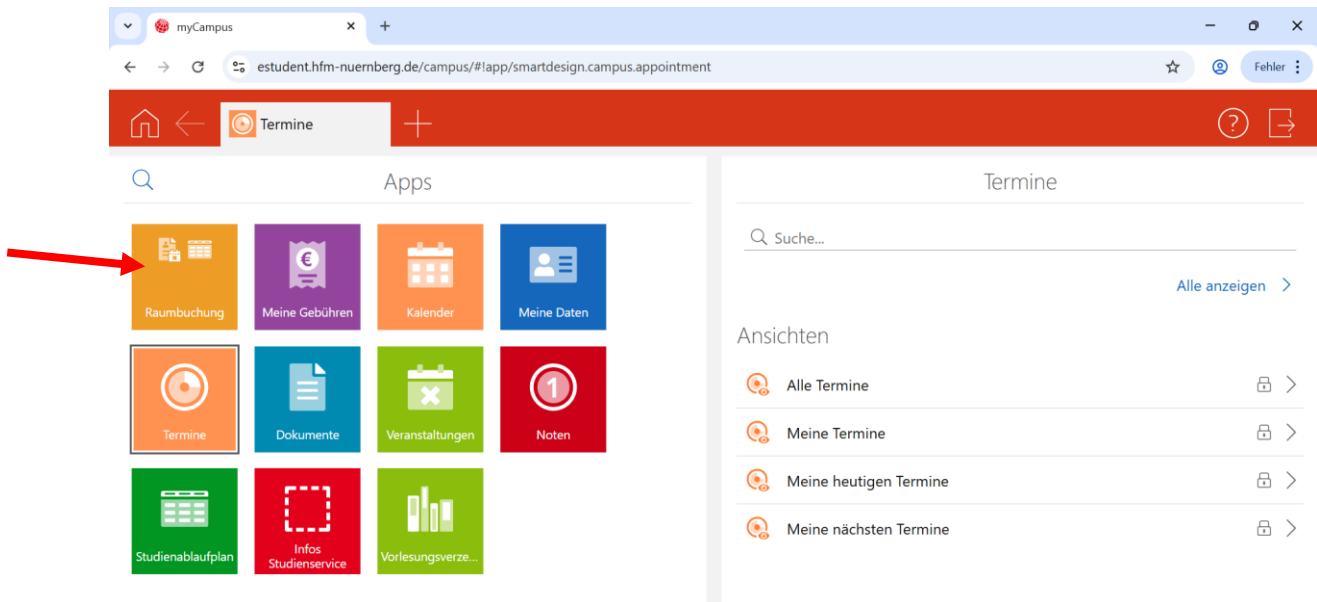 myCampus
estudent.hfm-nuernberg.de/campus/#!app/smartdesign.campus.appointment
Fehler
Termine
Apps
Raumbuchung
Meine Gebühren
Kalender
Meine Daten
Termine
Dokumente
Veranstaltungen
1
Noten
Studienablaufplan
Infos
Studienservice
Vorlesungsverze...
Termine
Suche...
Alle anzeigen
Ansichten
Alle Termine
Meine Termine
Meine heutigen Termine
Meine nächsten Termine